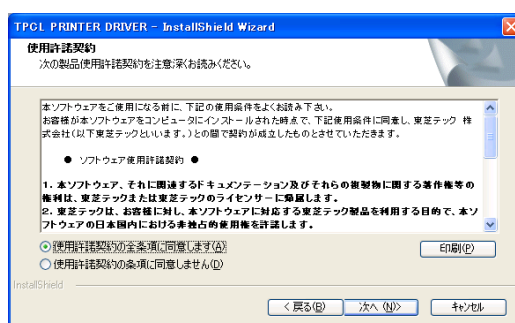 TPCL PRINTER DRIVER - InstallShield Wizard
使用許諾契約
次の製品使用許諾契約を注意深くお読みください。
本ソフトウェアをご使用になる前に、下記の使用条件をよくお読み下さい。
お客様が本ソフトウェアをコンピュータにインストールされた時点で、下記使用条件に同意し、東芝テック 株
式会社(以下東芝テックといいます。)との間で契約が成立したものとさせていただきます。
● ソフトウェア使用許諾契約 ●
1. 本ソフトウェア、それに関連するドキュメンテーション及びそれらの複製物に関する著作権等の
権利は、東芝テックまたは東芝テックのライセンサーに帰属します。
2. 東芝テックは、お客様に対し、本ソフトウェアに対応する東芝テック製品を利用する目的で、本ソ
フトウェアの日本国内における非独占的使用権を許諾します。
使用許諾契約の全条項に同意します(A)
印刷(P)
使用許諾契約の条項に同意しません(D)
InstallShield
< 戻る(B)
次へ (N)>
キャンセル